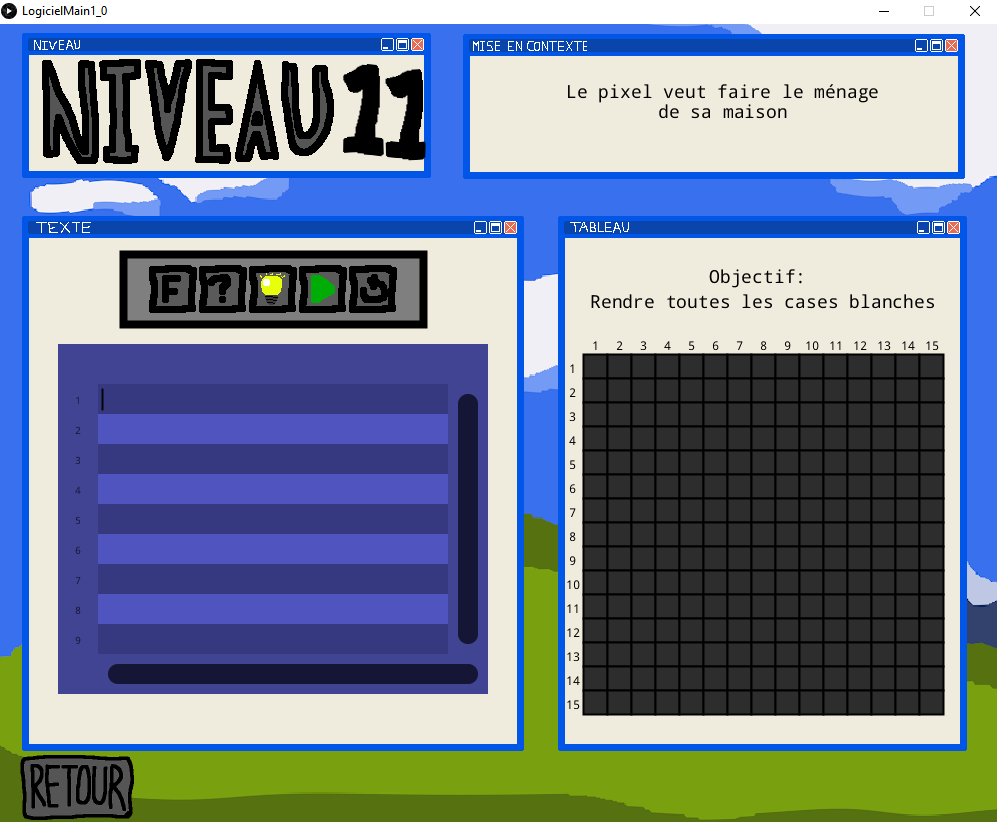 LogicielMain1_0
NIVEAU
NIVEAU 11
MISE EN CONTEXTE
Le pixel veut faire le ménage
de sa maison
TEXTE
F ?
1
2
3
4
5
6
7
8
9
TABLEAU
Objectif:
Rendre toutes les cases blanches
1 2 3 4 5 6 7 8 9 10 11 12 13 14 15
1
2
3
4
5
6
7
8
9
10
11
12
13
14
15
RETOUR